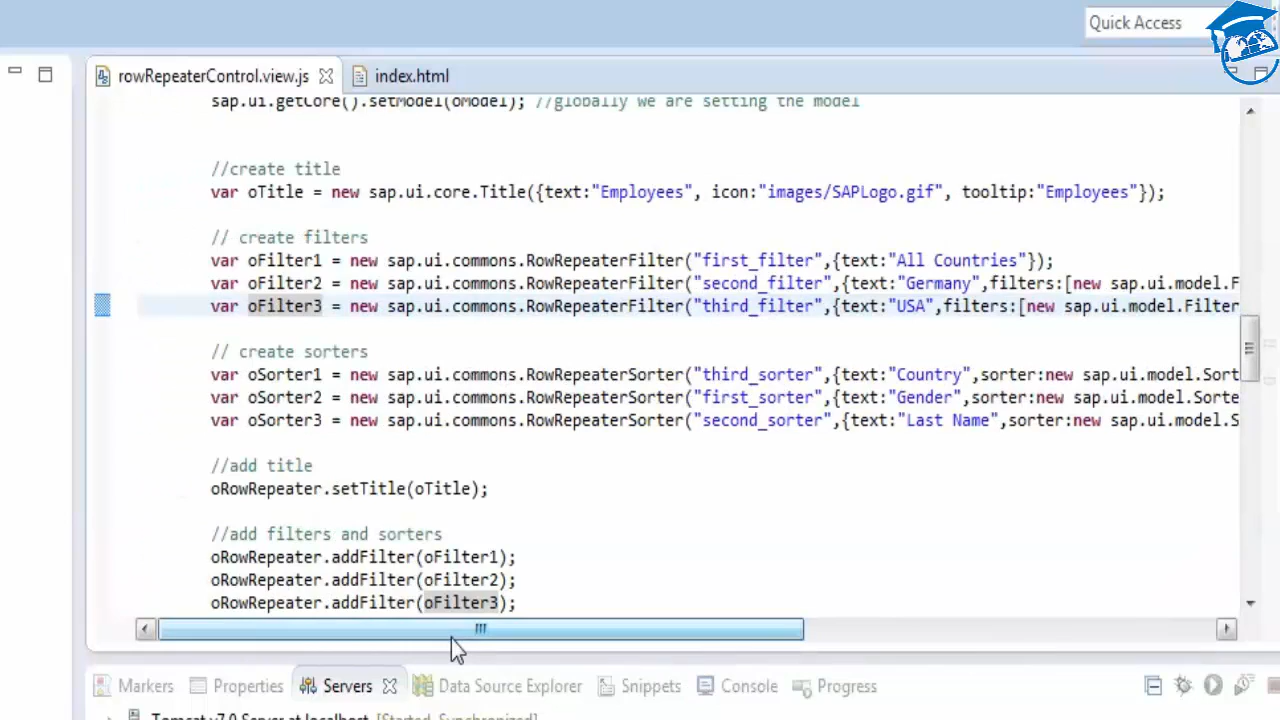 Quick Access
rowRepeaterControl.view.js
index.html
sap.ui.getCore().setModel(oModel); //globally we are setting the model
//create title
var oTitle = new sap.ui.core.Title({text:"Employees", icon:"images/SAPLogo.gif", tooltip:"Employees"});
// create filters
var oFilter1 = new sap.ui.commons.RowRepeaterFilter("first_filter",{text:"All Countries"});
var oFilter2 = new sap.ui.commons.RowRepeaterFilter("second_filter",{text:"Germany",filters:[new sap.ui.model.F
var oFilter3 = new sap.ui.commons.RowRepeaterFilter("third_filter",{text:"USA",filters:[new sap.ui.model.Filter
// create sorters
var oSorter1 = new sap.ui.commons.RowRepeaterSorter("third_sorter",{text:"Country",sorter:new sap.ui.model.Sort
var oSorter2 = new sap.ui.commons.RowRepeaterSorter("first_sorter",{text:"Gender",sorter:new sap.ui.model.Sorte
var oSorter3 = new sap.ui.commons.RowRepeaterSorter("second_sorter",{text:"Last Name",sorter:new sap.ui.model.S
//add title
oRowRepeater.setTitle(oTitle);
//add filters and sorters
oRowRepeater.addFilter(oFilter1);
oRowRepeater.addFilter(oFilter2);
oRowRepeater.addFilter(oFilter3);
Markers Properties Servers Data Source Explorer Snippets Console Progress
Tomcat v7.0 Server at localhost [Started, Synchronized]